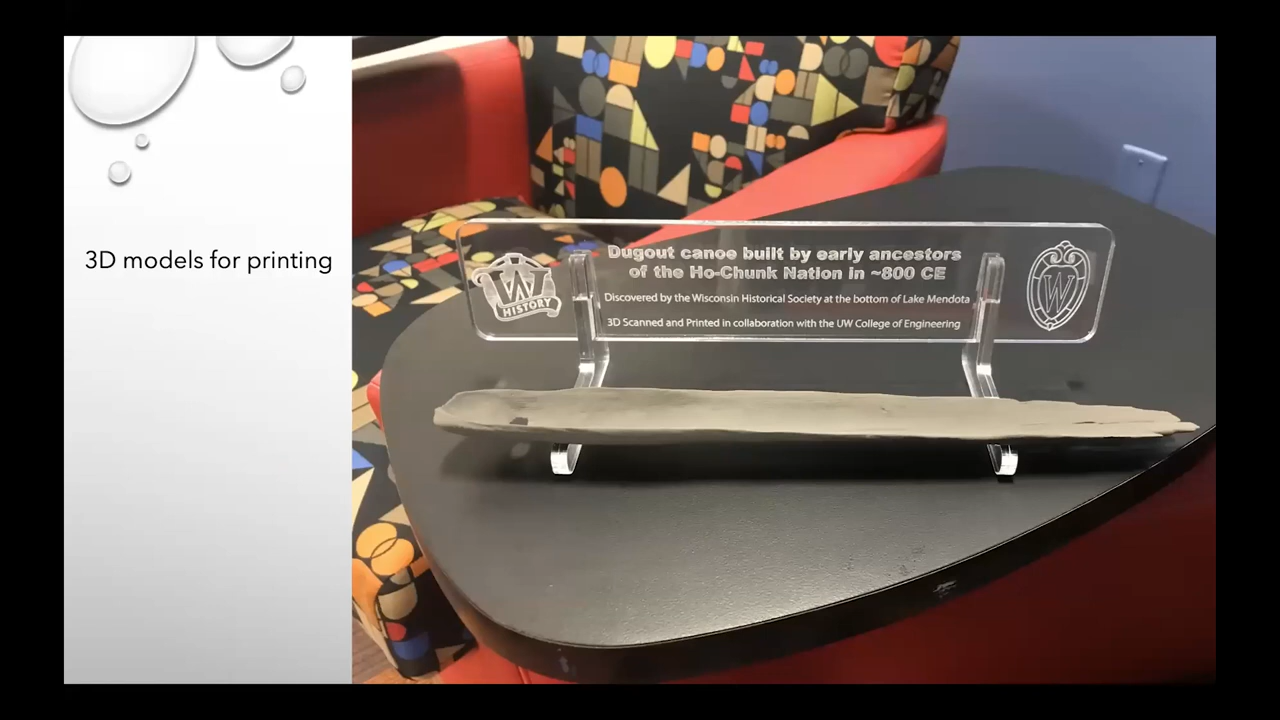 3D models for printing
Dugout canoe built by early ancestors
of the Ho-Chunk Nation in ~800 CE
Discovered by the Wisconsin Historical Society at the bottom of Lake Mendota
3D Scanned and Printed in collaboration with the UW College of Engineering
W
HISTORY
W